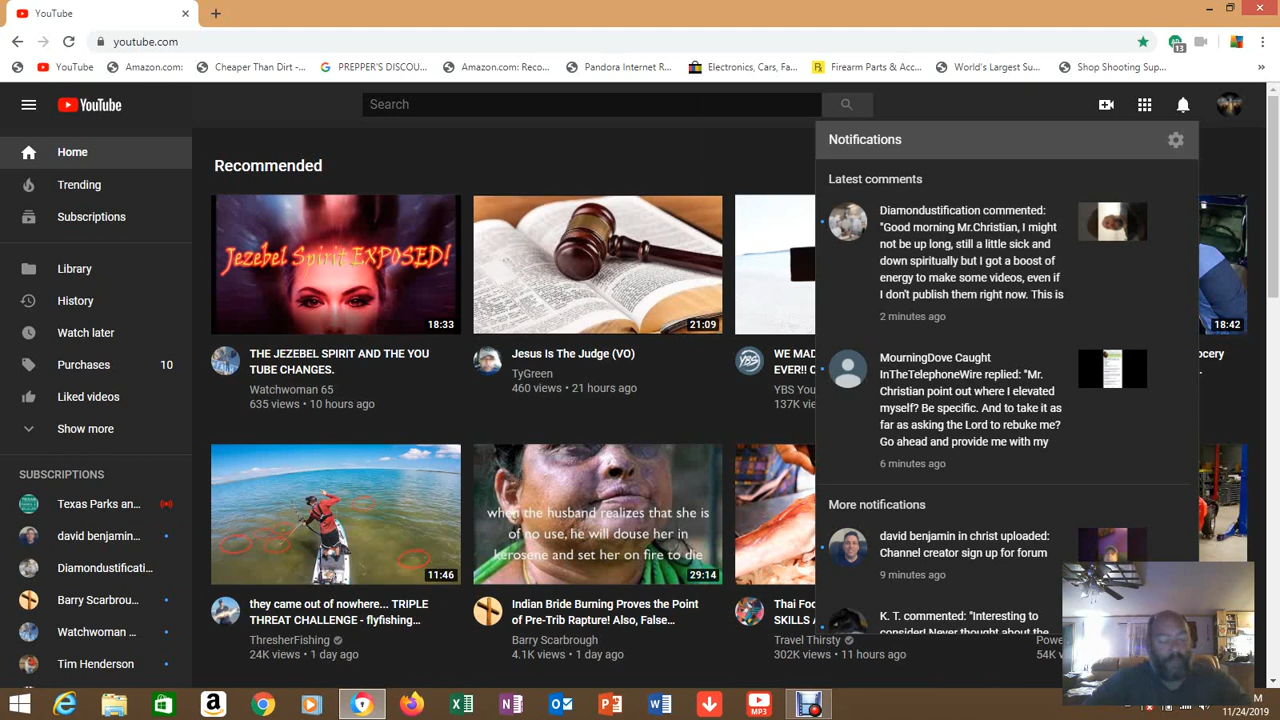 YouTube
youtube.com
13
YouTube
Amazon.com:
Cheaper Than Dirt -...
PREPPER'S DISCOU...
Amazon.com: Reco...
Pandora Internet R...
Electronics, Cars, Fa...
Firearm Parts & Acc...
World's Largest Su...
Shop Shooting Sup...
»
YouTube
Search
Home
Trending
Subscriptions
Library
History
Watch later
Purchases 10
Liked videos
Show more
SUBSCRIPTIONS
Texas Parks an...
david benjamin...
Diamondustificati...
Barry Scarbrou...
Watchwoman ...
Tim Henderson
Recommended
Jezebel Spirit EXPOSED!
18:33
THE JEZEBEL SPIRIT AND THE YOU
TUBE CHANGES.
Watchwoman 65
635 views • 10 hours ago
21:09
Jesus Is The Judge (VO)
TyGreen
460 views • 21 hours ago
YBS
WE MAD
EVER!! C
YBS You
137K vi
18:42
ocery
11:46
they came out of nowhere... TRIPLE
THREAT CHALLENGE - flyfishing...
ThresherFishing
24K views • 1 day ago
when the husband realizes that she is
of no use, he will douse her in
kerosene and set her on fire to die
29:14
Indian Bride Burning Proves the Point
of Pre-Trib Rapture! Also, False...
Barry Scarbrough
4.1K views • 1 day ago
Thai Foo
SKILLS A
Travel Thirsty
302K views • 11 hours ago
Powe
54K
Notifications
Latest comments
Diamondustification commented:
"Good morning Mr.Christian, I might
not be up long, still a little sick and
down spiritually but I got a boost of
energy to make some videos, even if
I don't publish them right now. This is
2 minutes ago
MourningDove Caught
InTheTelephoneWire replied: "Mr.
Christian point out where I elevated
myself? Be specific. And to take it as
far as asking the Lord to rebuke me?
Go ahead and provide me with my
6 minutes ago
More notifications
david benjamin in christ uploaded:
Channel creator sign up for forum
9 minutes ago
K. T. commented: "Interesting to
consider! Never thought about the
MP3
M
11/24/2019